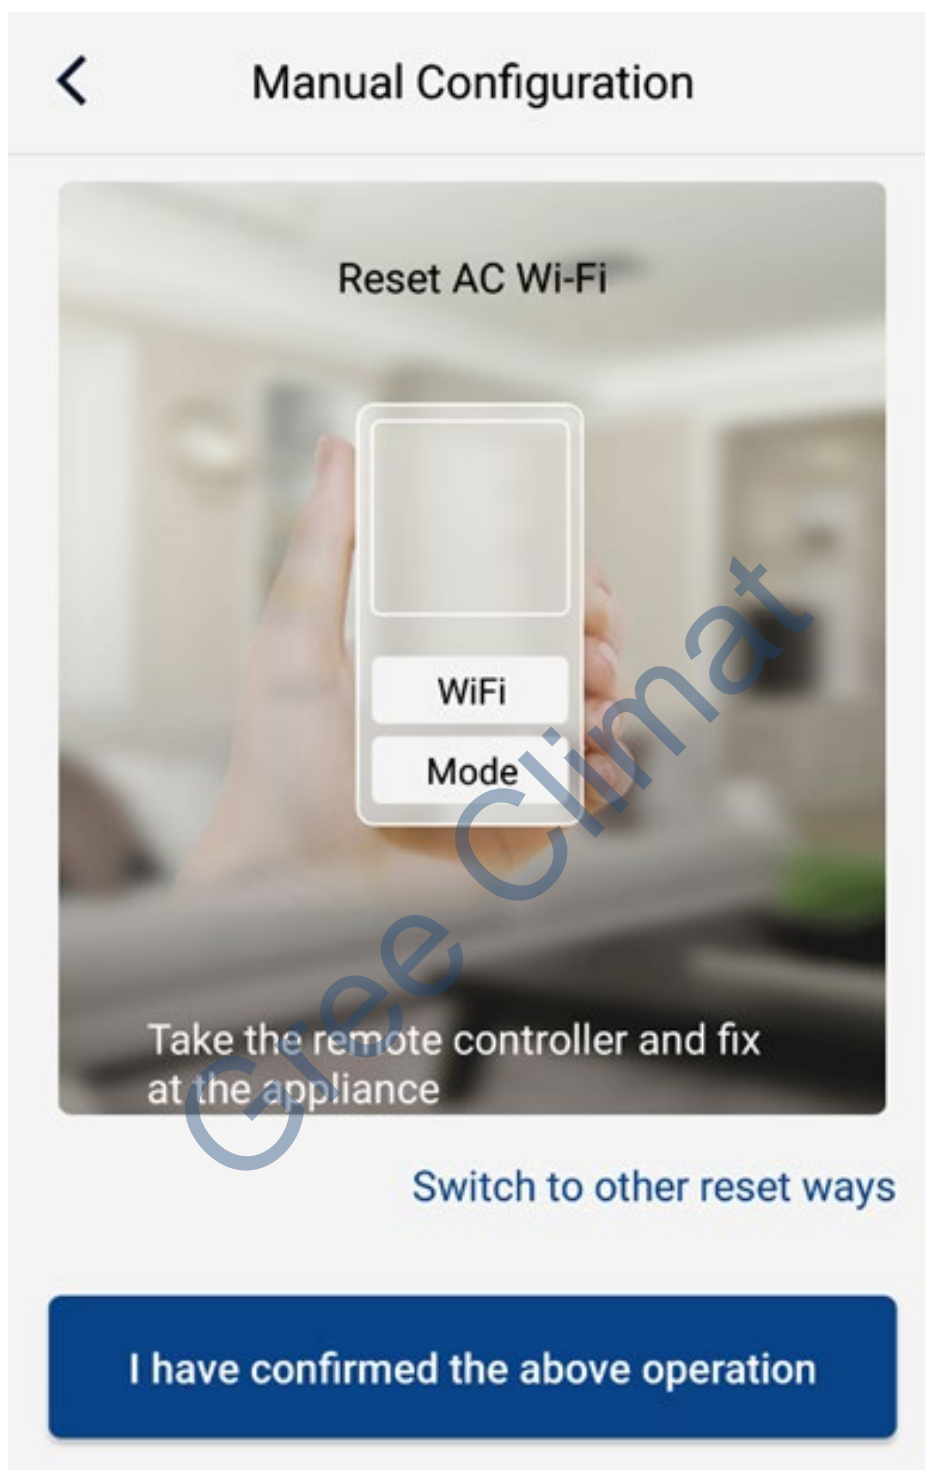 Manual Configuration
Reset AC Wi-Fi
WiFi
Mode
Gree Climat
Take the remote controller and fix
at the appliance
Switch to other reset ways
I have confirmed the above operation